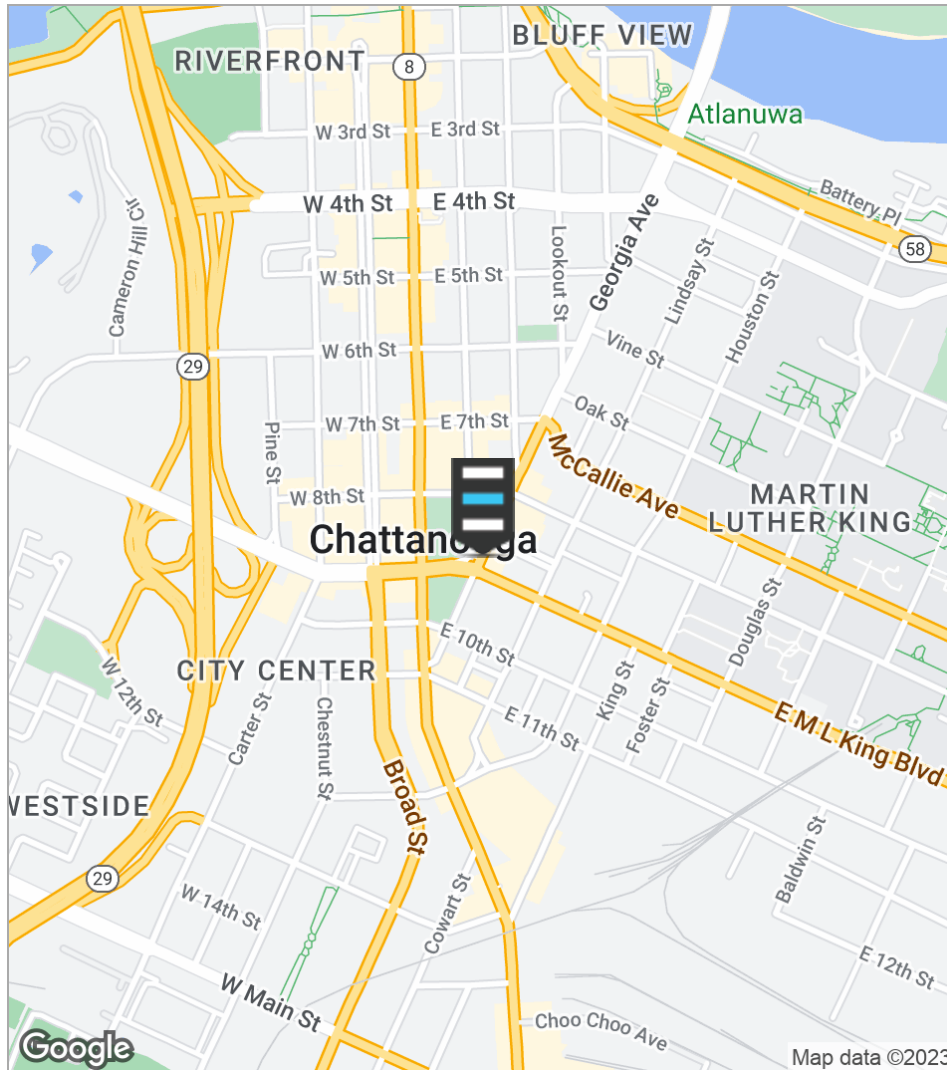 BLUFF VIEW
RIVERFRONT
8
Atlanuwa
W 3rd St
E 3rd St
Battery Pl
W 4th St
E 4th St
Cameron Hill Cir
Georgia Ave
Lookout St
Lindsay St
58
W 5th St
E 5th St
Houston St
W 6th St
Vine St
29
Oak St
W 7th St
E 7th St
Pine St
McCallie Ave
W 8th St
MARTIN
LUTHER KING
Chattanooga
Douglas St
E 10th St
CITY CENTER
W 12th St
King St
Foster St
E 11th St
Carter St
Chestnut St
E M L King Blvd
Broad St
WESTSIDE
Baldwin St
29
W 14th St
Cowart St
E 12th St
W Main St
Choo Choo Ave
Google
Map data ©2023